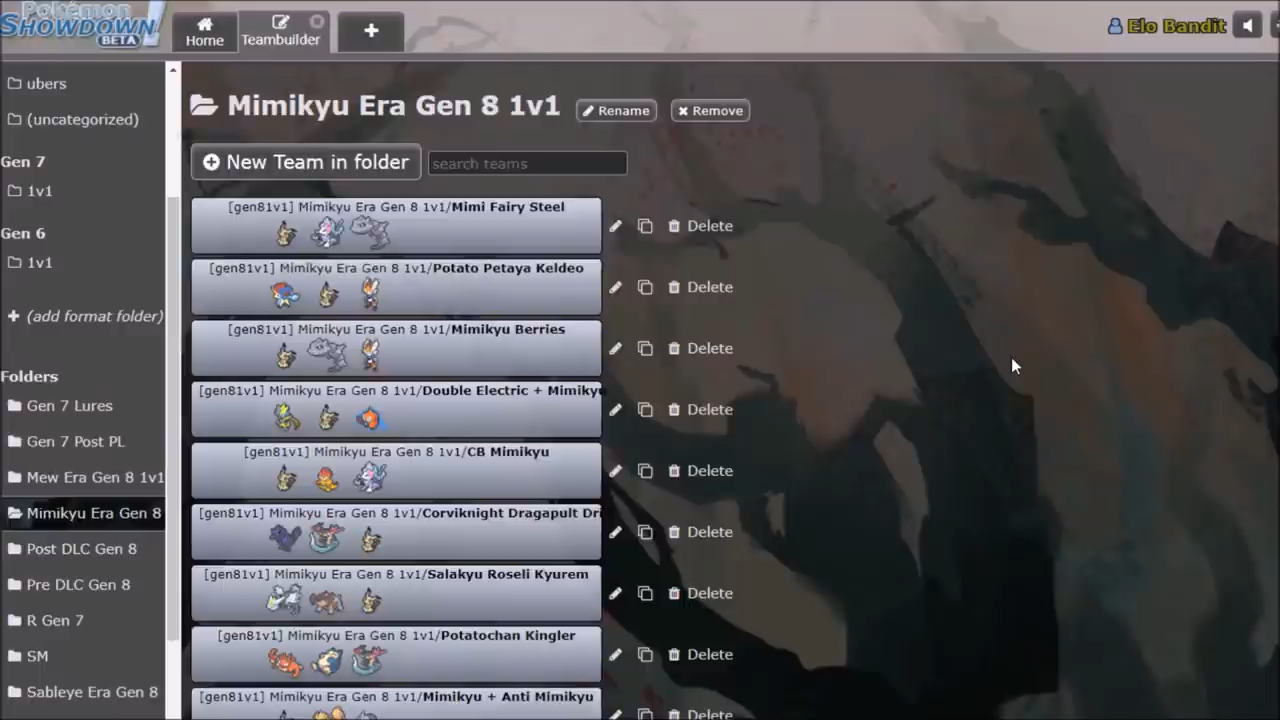 Pokémon
SHOWDOWN!
BETA
Home
Teambuilder
Elo Bandit
ubers
(uncategorized)
Gen 7
1v1
Gen 6
1v1
(add format folder)
Folders
Gen 7 Lures
Gen 7 Post PL
Mew Era Gen 8 1v1
Mimikyu Era Gen 8
Post DLC Gen 8
Pre DLC Gen 8
R Gen 7
SM
Sableye Era Gen 8
Mimikyu Era Gen 8 1v1
Rename
Remove
New Team in folder
search teams
[gen81v1] Mimikyu Era Gen 8 1v1/Mimi Fairy Steel
Delete
[gen81v1] Mimikyu Era Gen 8 1v1/Potato Petaya Keldeo
Delete
[gen81v1] Mimikyu Era Gen 8 1v1/Mimikyu Berries
Delete
[gen81v1] Mimikyu Era Gen 8 1v1/Double Electric + Mimikyu
Delete
[gen81v1] Mimikyu Era Gen 8 1v1/CB Mimikyu
Delete
[gen81v1] Mimikyu Era Gen 8 1v1/Corviknight Dragapult Dri
Delete
[gen81v1] Mimikyu Era Gen 8 1v1/Salakyu Roseli Kyurem
Delete
[gen81v1] Mimikyu Era Gen 8 1v1/Potatochan Kingler
Delete
[gen81v1] Mimikyu Era Gen 8 1v1/Mimikyu + Anti Mimikyu
Delete